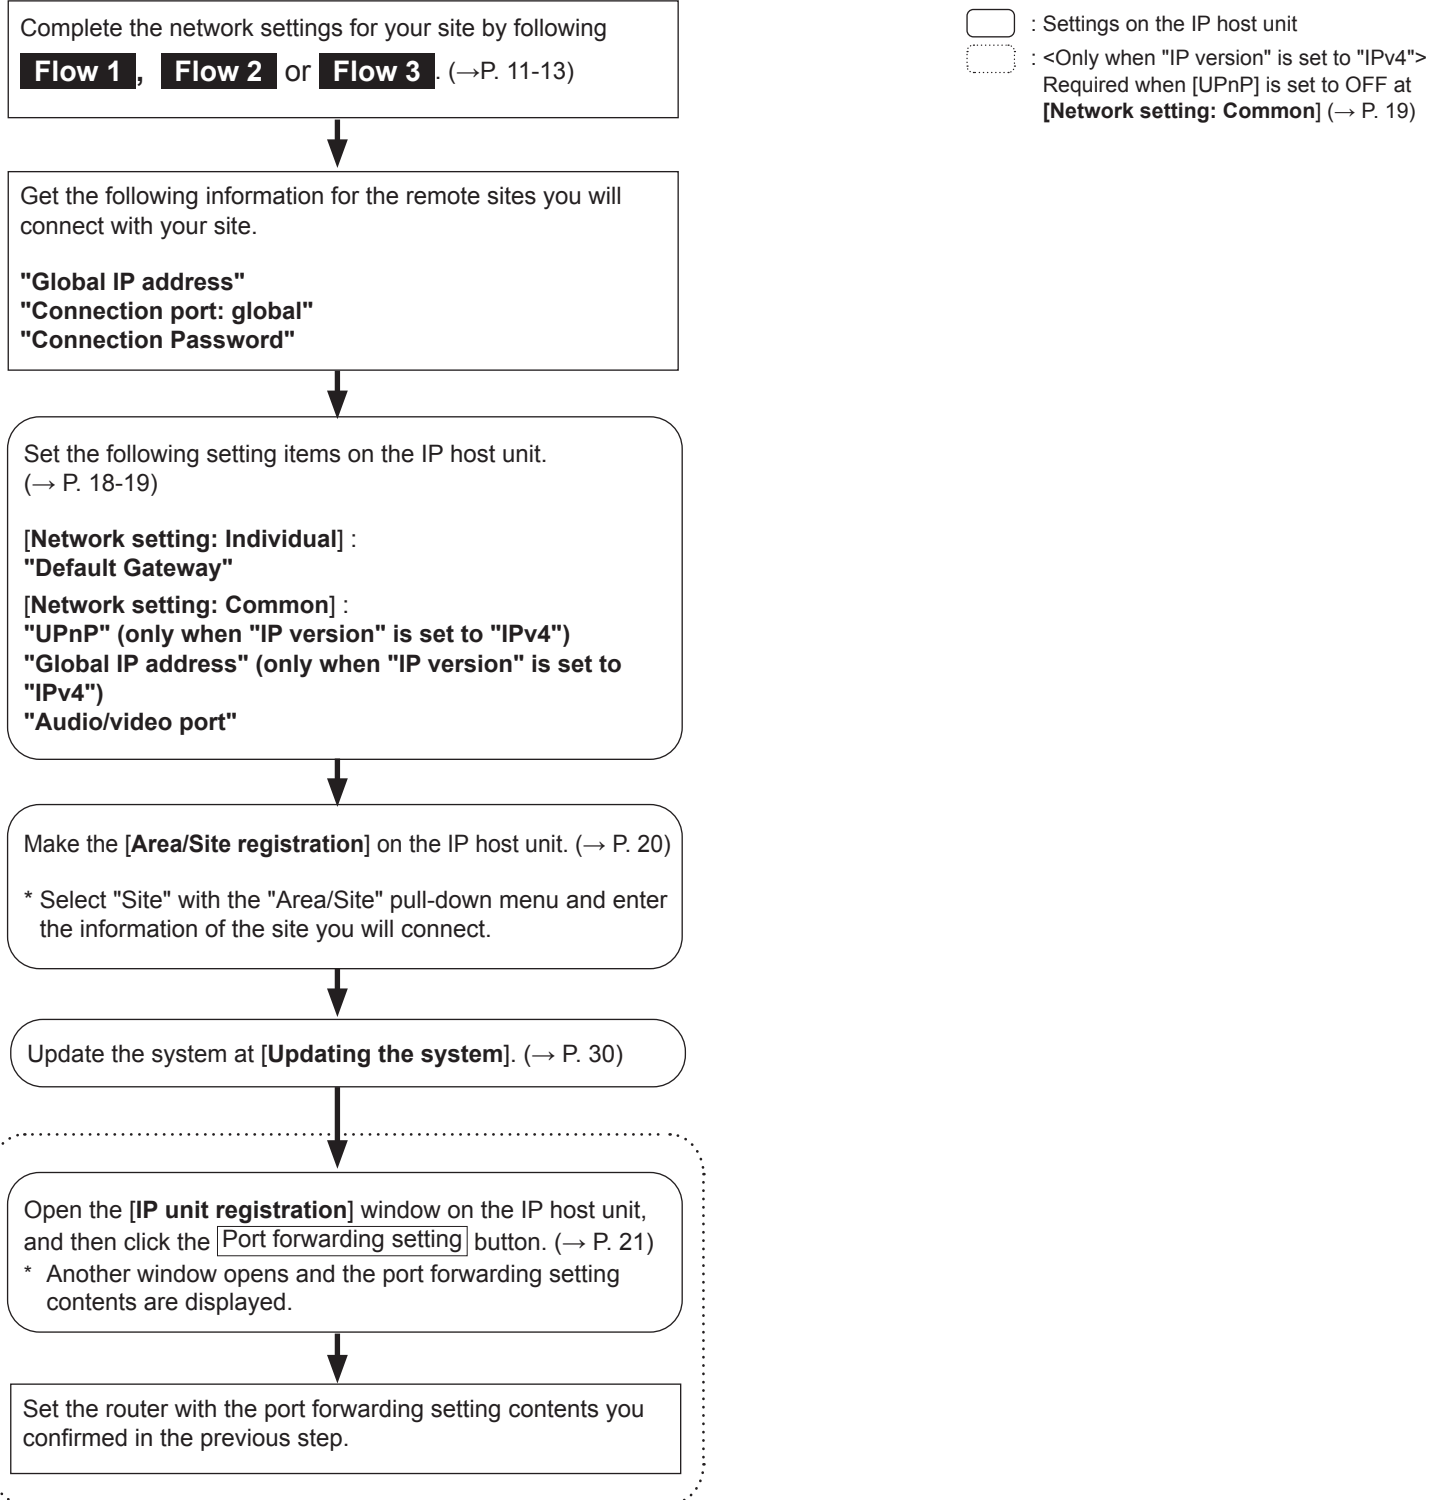 Complete the network settings for your site by following
Flow 1 , Flow 2 or Flow 3 . (→P. 11-13)
Get the following information for the remote sites you will
connect with your site.
"Global IP address"
"Connection port: global"
"Connection Password"
Set the following setting items on the IP host unit.
(→ P. 18-19)
[Network setting: Individual] :
"Default Gateway"
[Network setting: Common] :
"UPnP" (only when "IP version" is set to "IPv4")
"Global IP address" (only when "IP version" is set to
"IPv4")
"Audio/video port"
Make the [Area/Site registration] on the IP host unit. (→ P. 20)
* Select "Site" with the "Area/Site" pull-down menu and enter
the information of the site you will connect.
Update the system at [Updating the system]. (→ P. 30)
Open the [IP unit registration] window on the IP host unit,
and then click the Port forwarding setting button. (→ P. 21)
* Another window opens and the port forwarding setting
contents are displayed.
Set the router with the port forwarding setting contents you
confirmed in the previous step.
: Settings on the IP host unit
: <Only when "IP version" is set to "IPv4">
Required when [UPnP] is set to OFF at
[Network setting: Common] (→ P. 19)